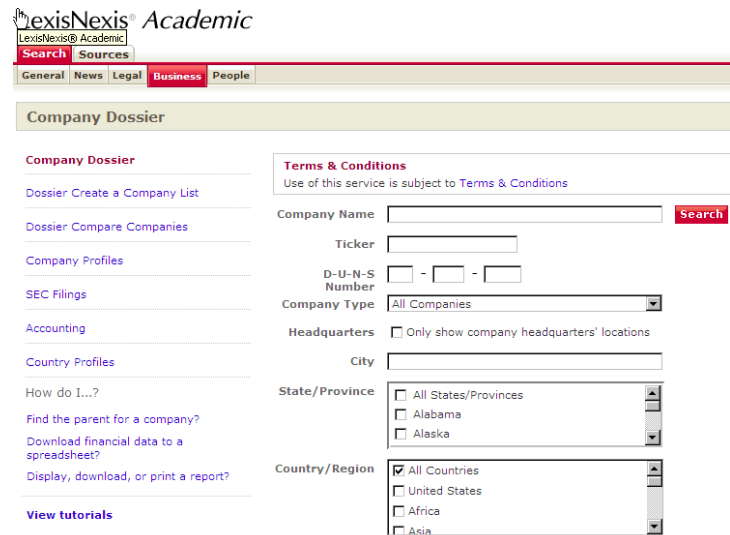 LexisNexis® Academic
LexisNexis® Academic
Search Sources
General News Legal Business People
Company Dossier
Company Dossier
Dossier Create a Company List
Dossier Compare Companies
Company Profiles
SEC Filings
Accounting
Country Profiles
How do I...?
Find the parent for a company?
Download financial data to a
spreadsheet?
Display, download, or print a report?
View tutorials
Terms & Conditions
Use of this service is subject to Terms & Conditions
Company Name Search
Ticker
D-U-N-S - -
Number
Company Type All Companies
Headquarters Only show company headquarters' locations
City
State/Province All States/Provinces
Alabama
Alaska
Country/Region All Countries
United States
Africa
Asia